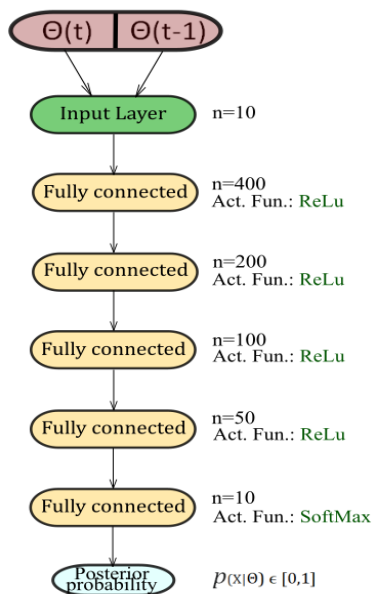 Θ(t) Θ(t-1)
Input Layer n=10
Fully connected n=400
Act. Fun.: ReLu
Fully connected n=200
Act. Fun.: ReLu
Fully connected n=100
Act. Fun.: ReLu
Fully connected n=50
Act. Fun.: ReLu
Fully connected n=10
Act. Fun.: SoftMax
Posterior
probability p(X|Θ) ϵ [0,1]